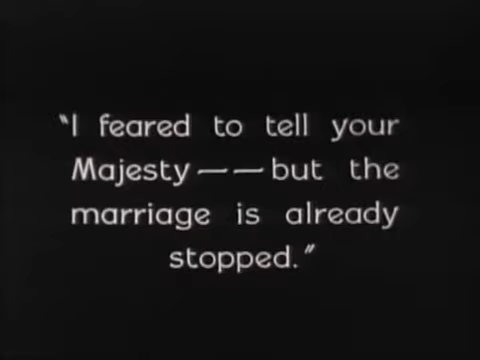 "I feared to tell your
Majesty — — but the
marriage is already
stopped."